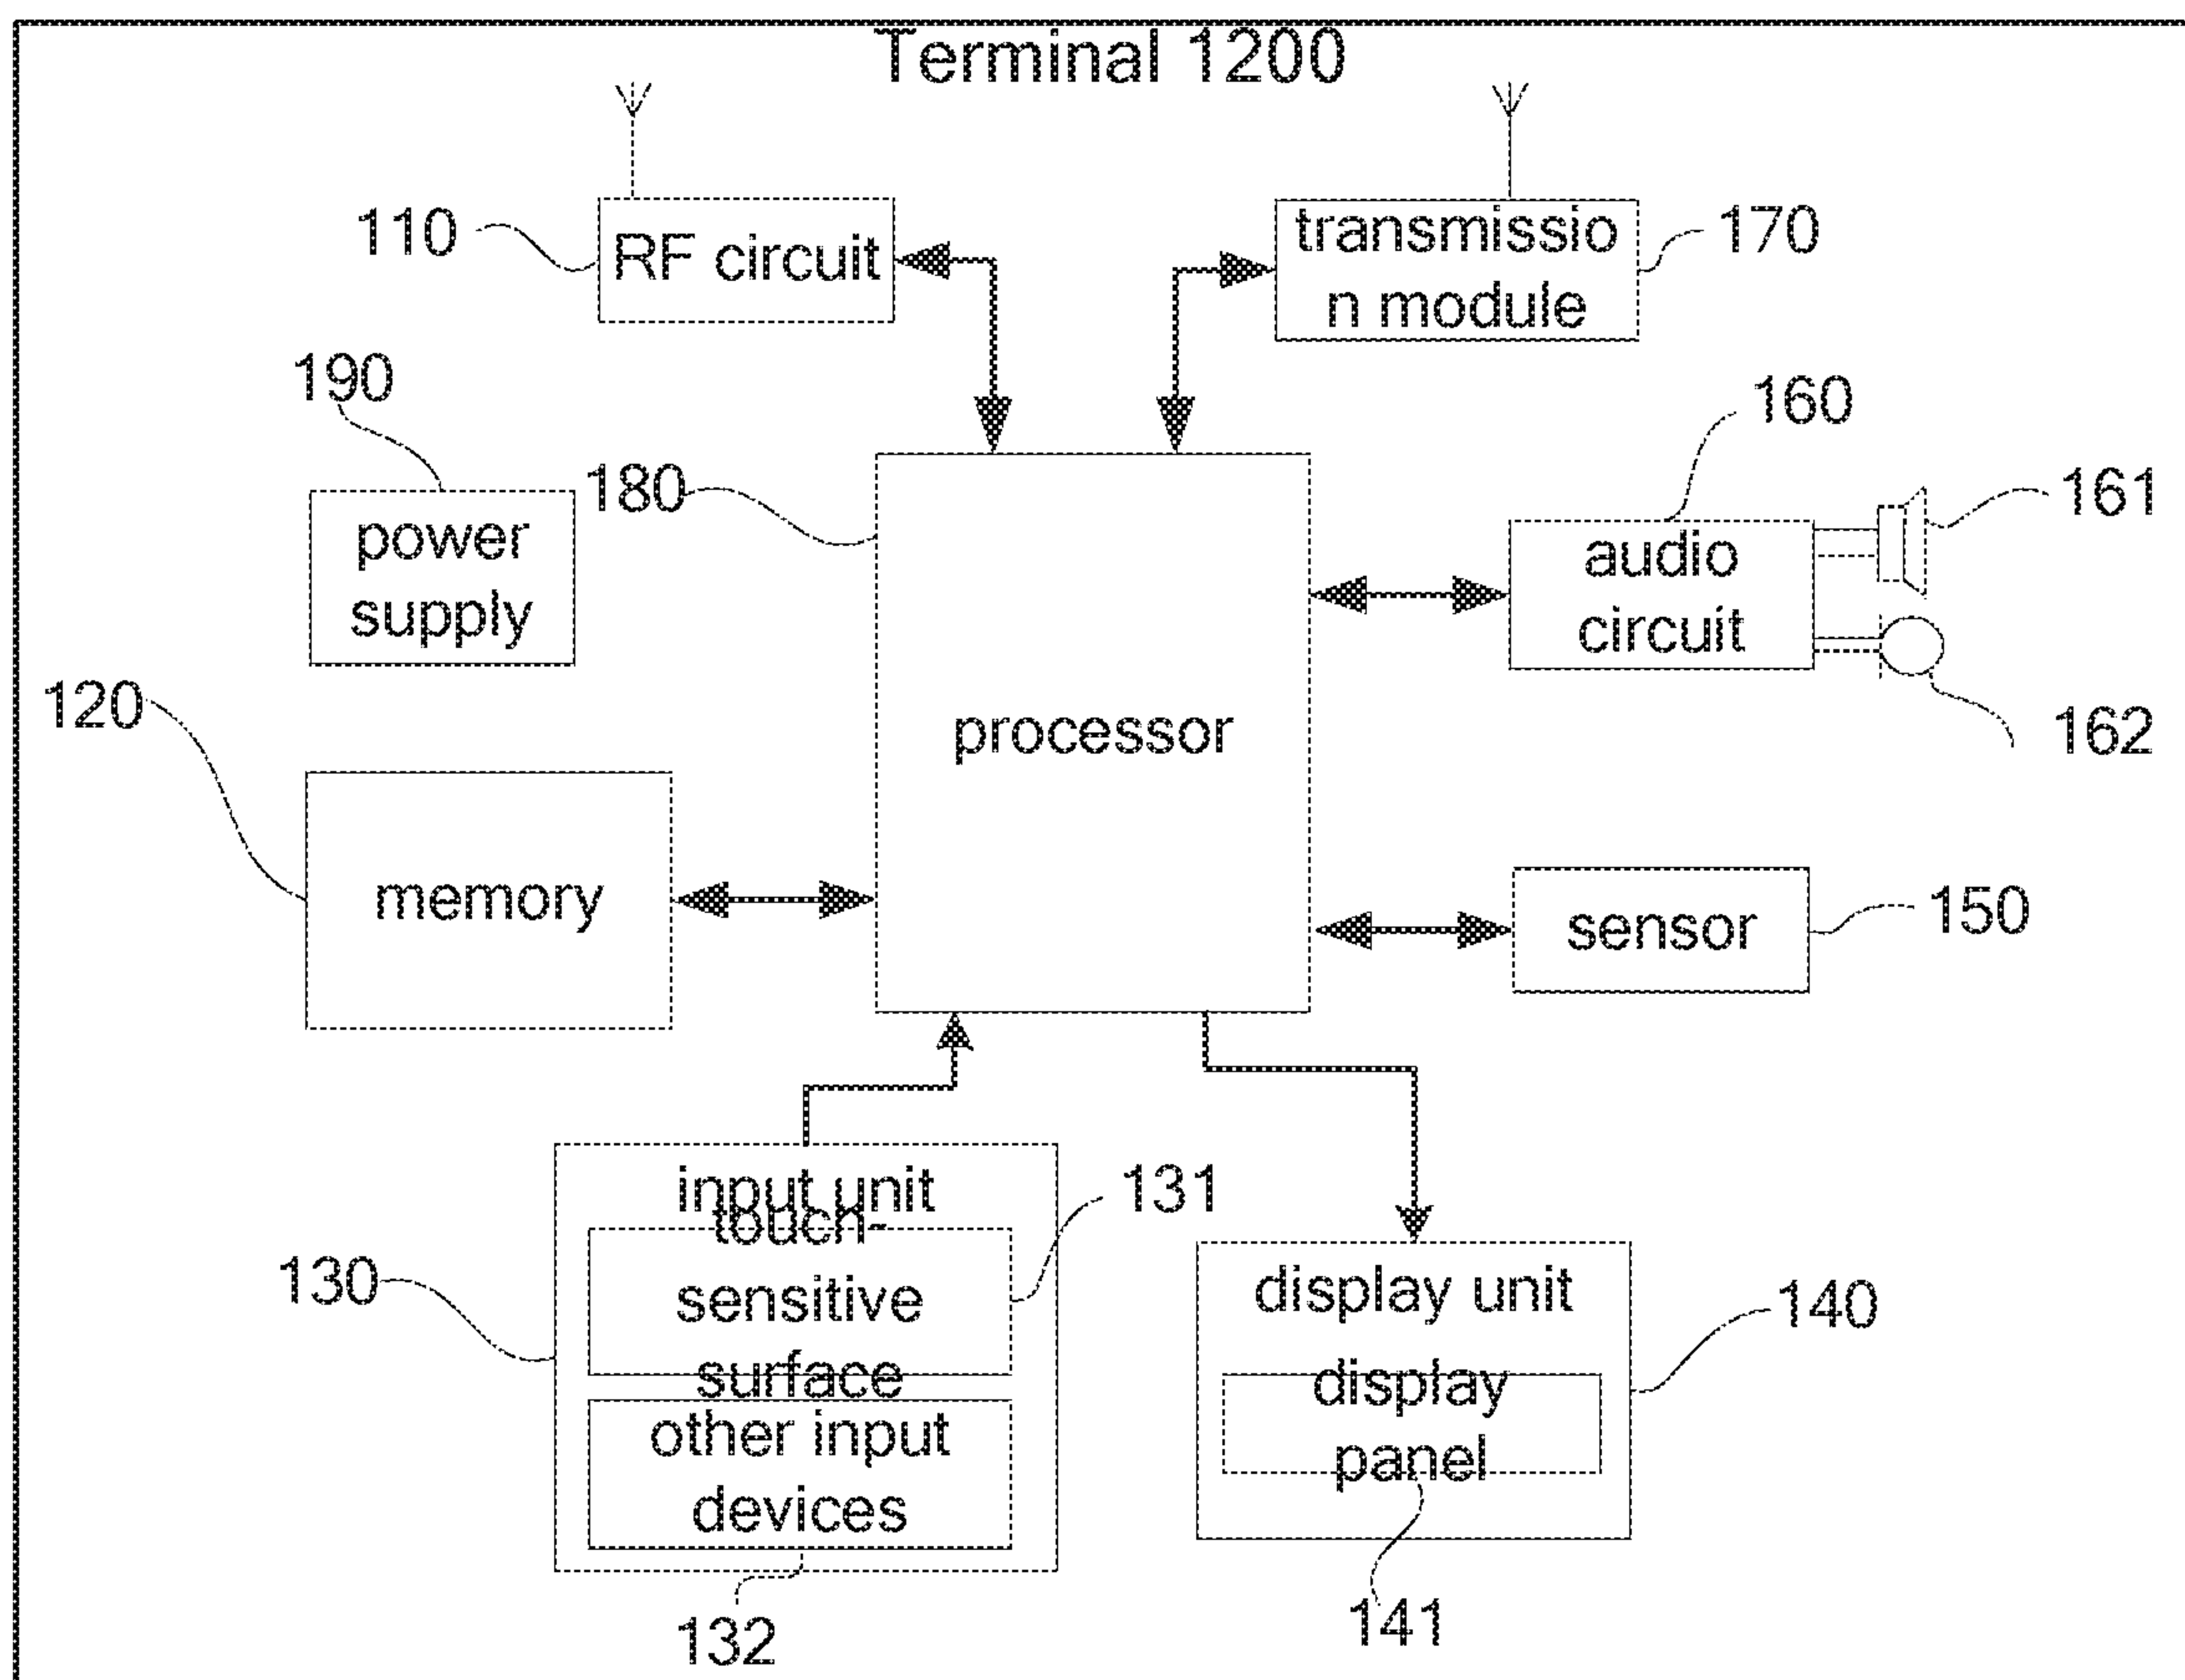 Terminal 1200
110
RF circuit
transmissio
n module
170
190
160
180
161
power
supply
audio
circuit
120
processor
162
memory
sensor
150
input unit
131
touch-
sensitive
surface
130
display unit
140
other input
devices
display
panel
132
141